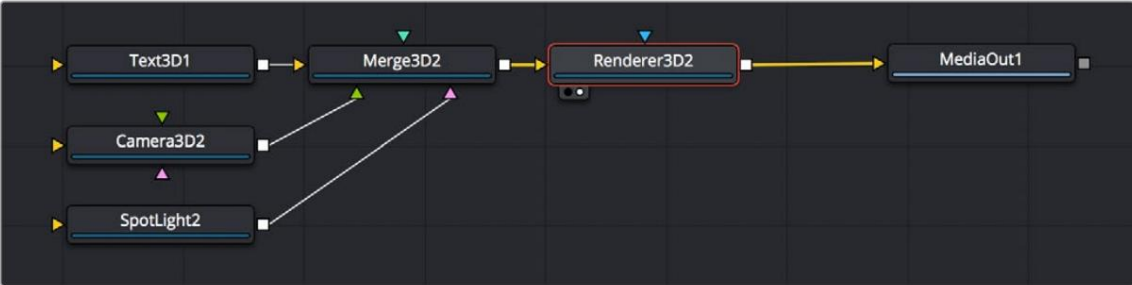 Text3D1
Merge3D2
Renderer3D2
MediaOut1
Camera3D2
SpotLight2